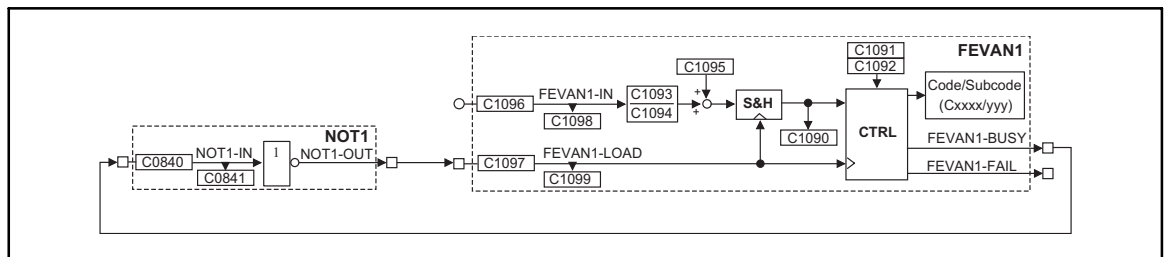 FEVAN1
C1091
C1092
C1095
Code/Subcode
(Cxxxx/yyy)
C1096
FEVAN1-IN
C1093
C1094
+
+
S&H
C1098
C1090
CTRL
NOT1
FEVAN1-BUSY
C0840
NOT1-IN
1
NOT1-OUT
C1097
FEVAN1-LOAD
FEVAN1-FAIL
C0841
C1099